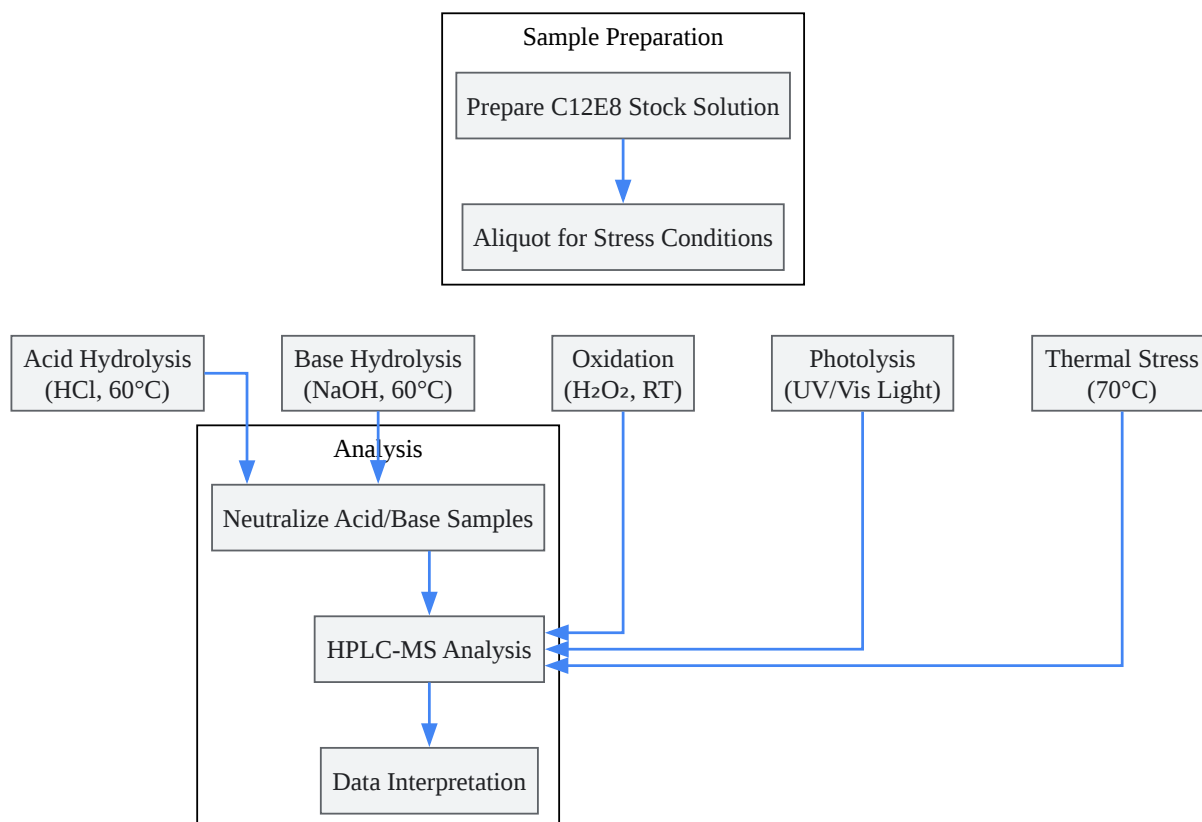 Sample Preparation
Prepare C12E8 Stock Solution
Aliquot for Stress Conditions
Acid Hydrolysis
(HCl, 60°C)
Base Hydrolysis
(NaOH, 60°C)
Oxidation
(H₂O₂, RT)
Photolysis
(UV/Vis Light)
Thermal Stress
(70°C)
Analysis
Neutralize Acid/Base Samples
HPLC-MS Analysis
Data Interpretation